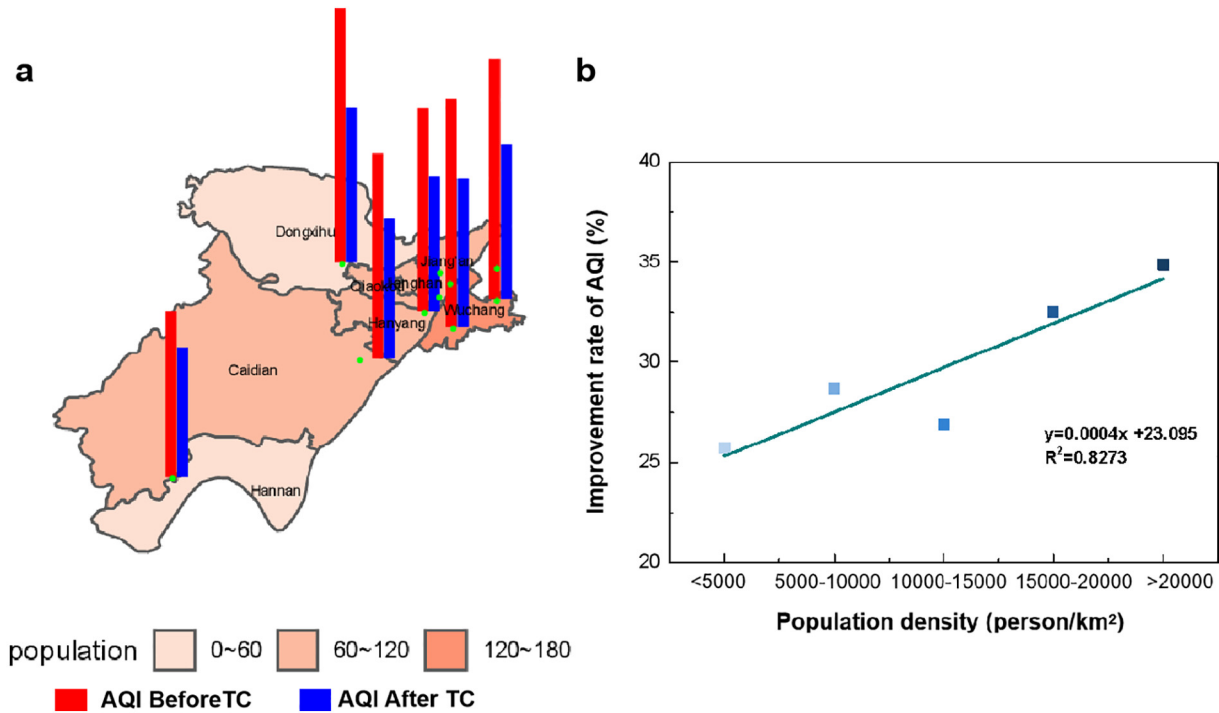 a
Dongxihu
Jiang'an
Qiaokou
Jianghan
Wuchang
Hanyang
Caidian
Hannan
population
0~60
60~120
120~180
AQI BeforeTC
AQI After TC
b
Improvement rate of AQI (%)
40
35
30
25
20
y=0.0004x +23.095
R²=0.8273
<5000
5000-10000
10000-15000
15000-20000
>20000
Population density (person/km²)